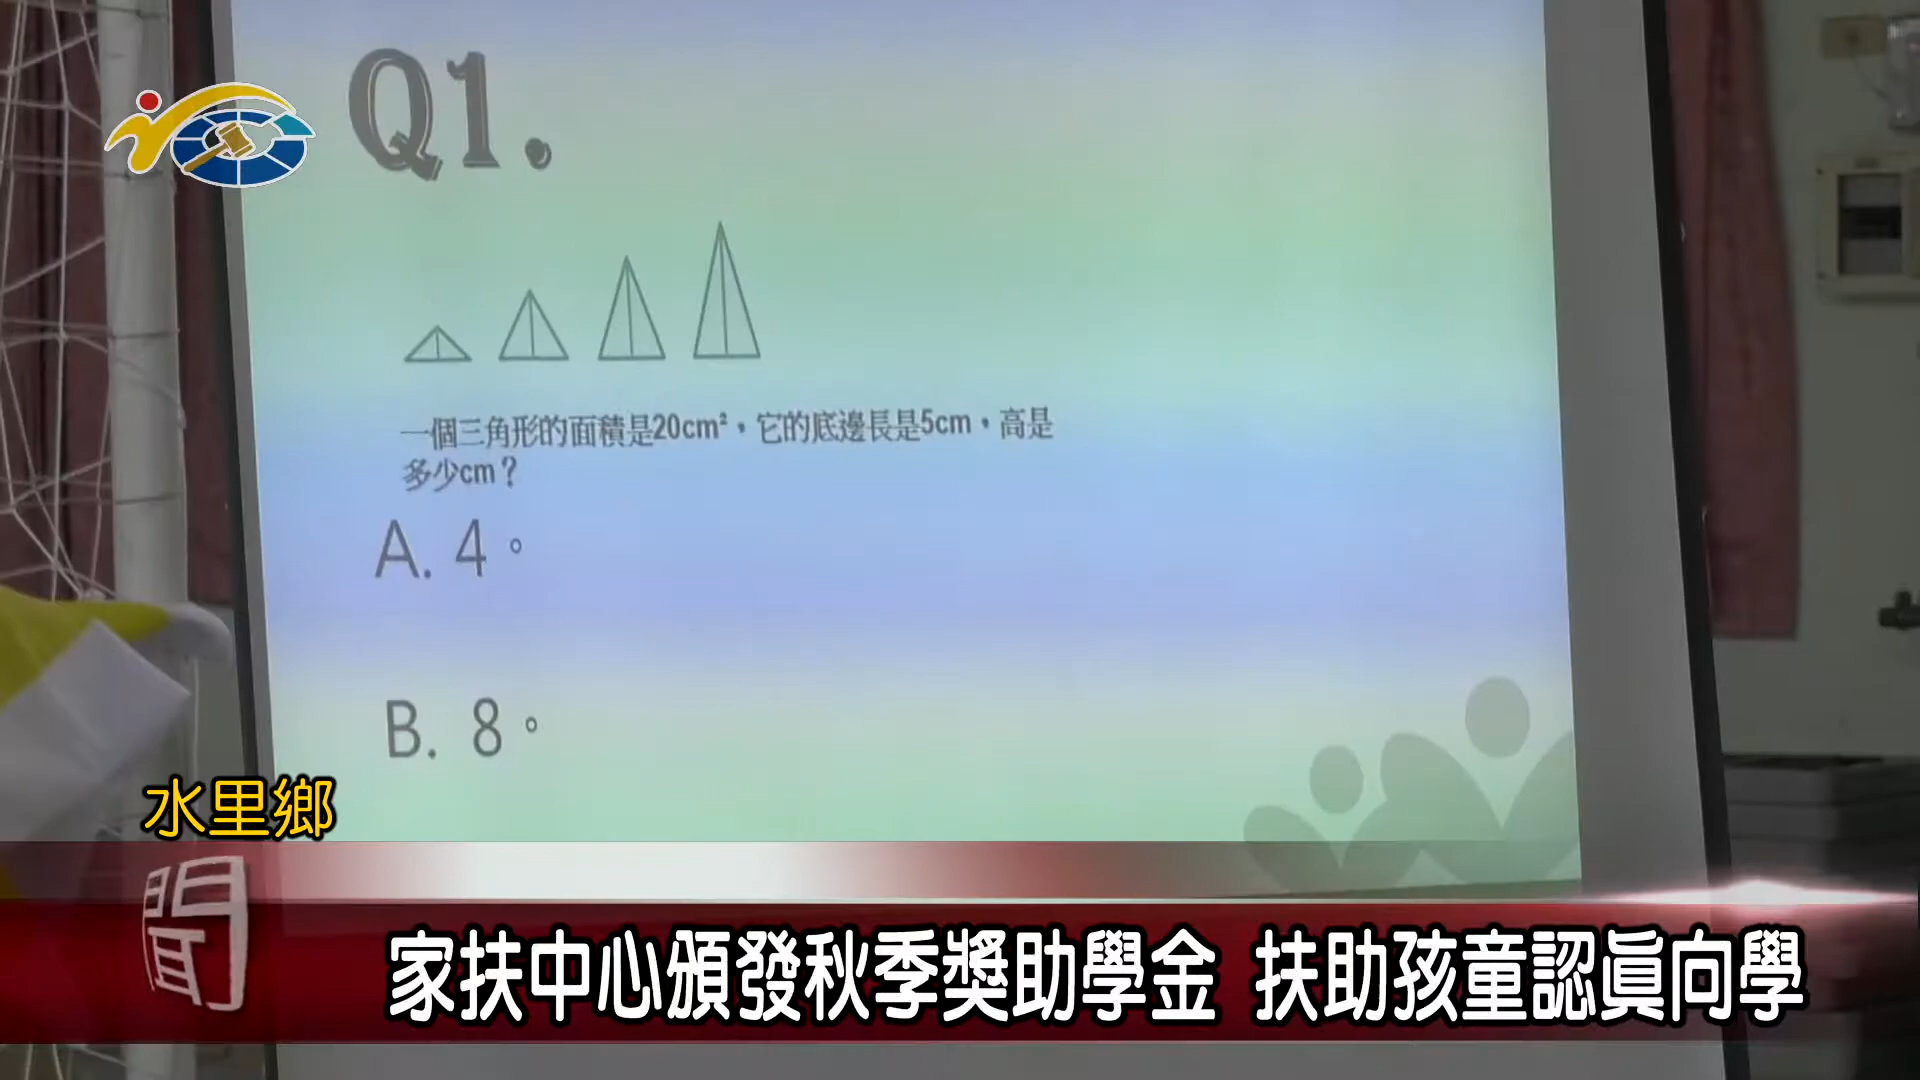 Q1.
一個三角形的面積是20cm²，它的底邊長是5cm，高是
多少cm？
A. 4。
B. 8。
水里鄉
聞
家扶中心頒發秋季獎助學金 扶助孩童認真向學